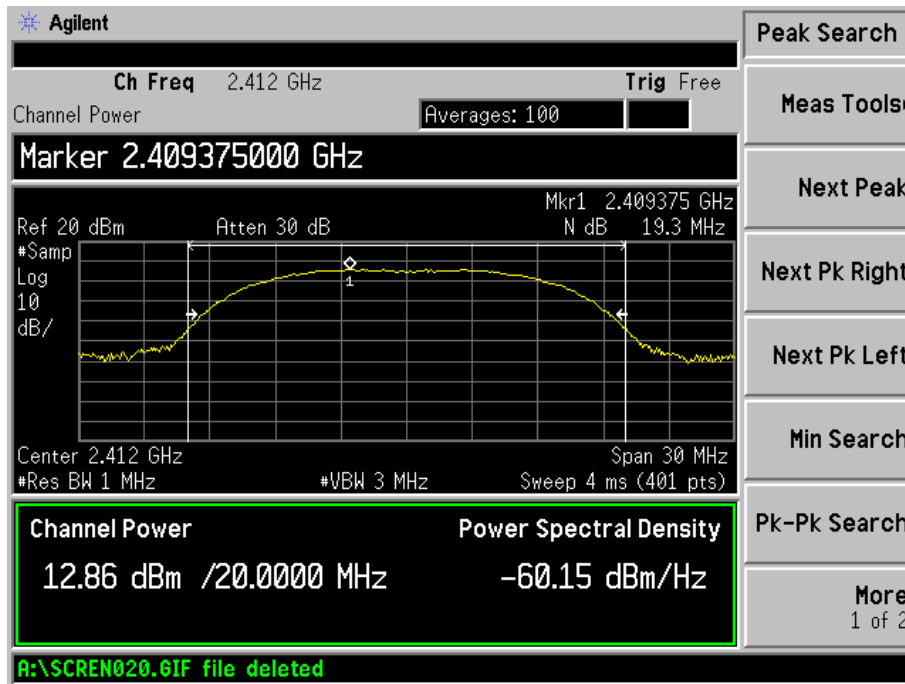 Agilent
Ch Freq 2.412 GHz Trig Free
Channel Power Averages: 100
Marker 2.409375000 GHz
Mkr1 2.409375 GHz
Ref 20 dBm Atten 30 dB N dB 19.3 MHz
#Samp
Log
10
dB/
1
Center 2.412 GHz Span 30 MHz
#Res BW 1 MHz #VBW 3 MHz Sweep 4 ms (401 pts)
Channel Power Power Spectral Density
12.86 dBm /20.0000 MHz -60.15 dBm/Hz
A:\SCREN020.GIF file deleted
Peak Search
Meas Tools
Next Peak
Next Pk Right
Next Pk Left
Min Search
Pk-Pk Search
More
1 of 2